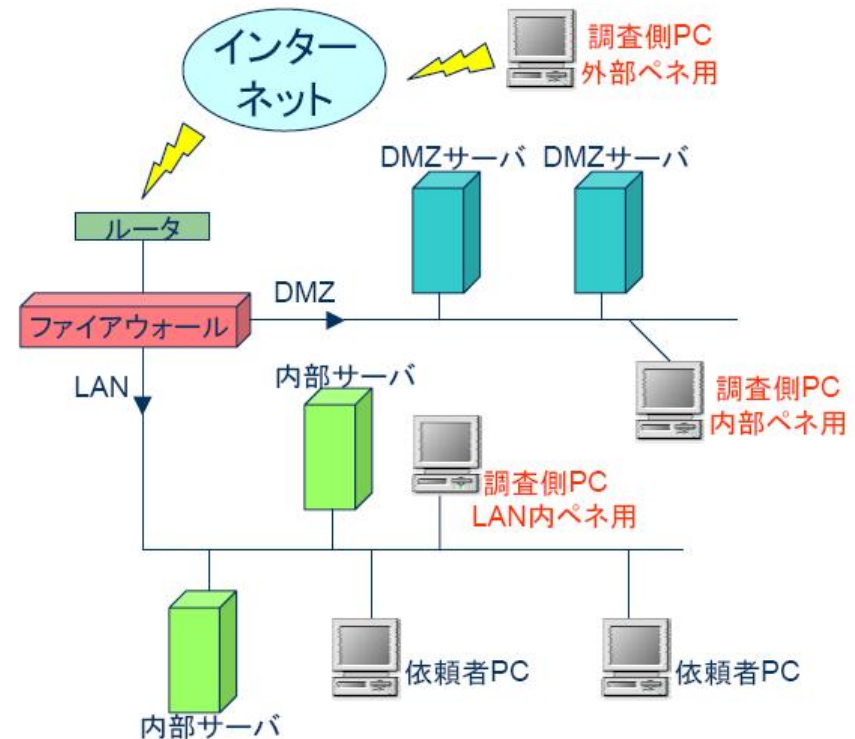 インター
ネット
調査側PC
外部ペネ用
DMZサーバ
DMZサーバ
ルータ
DMZ
ファイアウォール
LAN
内部サーバ
調査側PC
内部ペネ用
調査側PC
LAN内ペネ用
依頼者PC
依頼者PC
内部サーバ